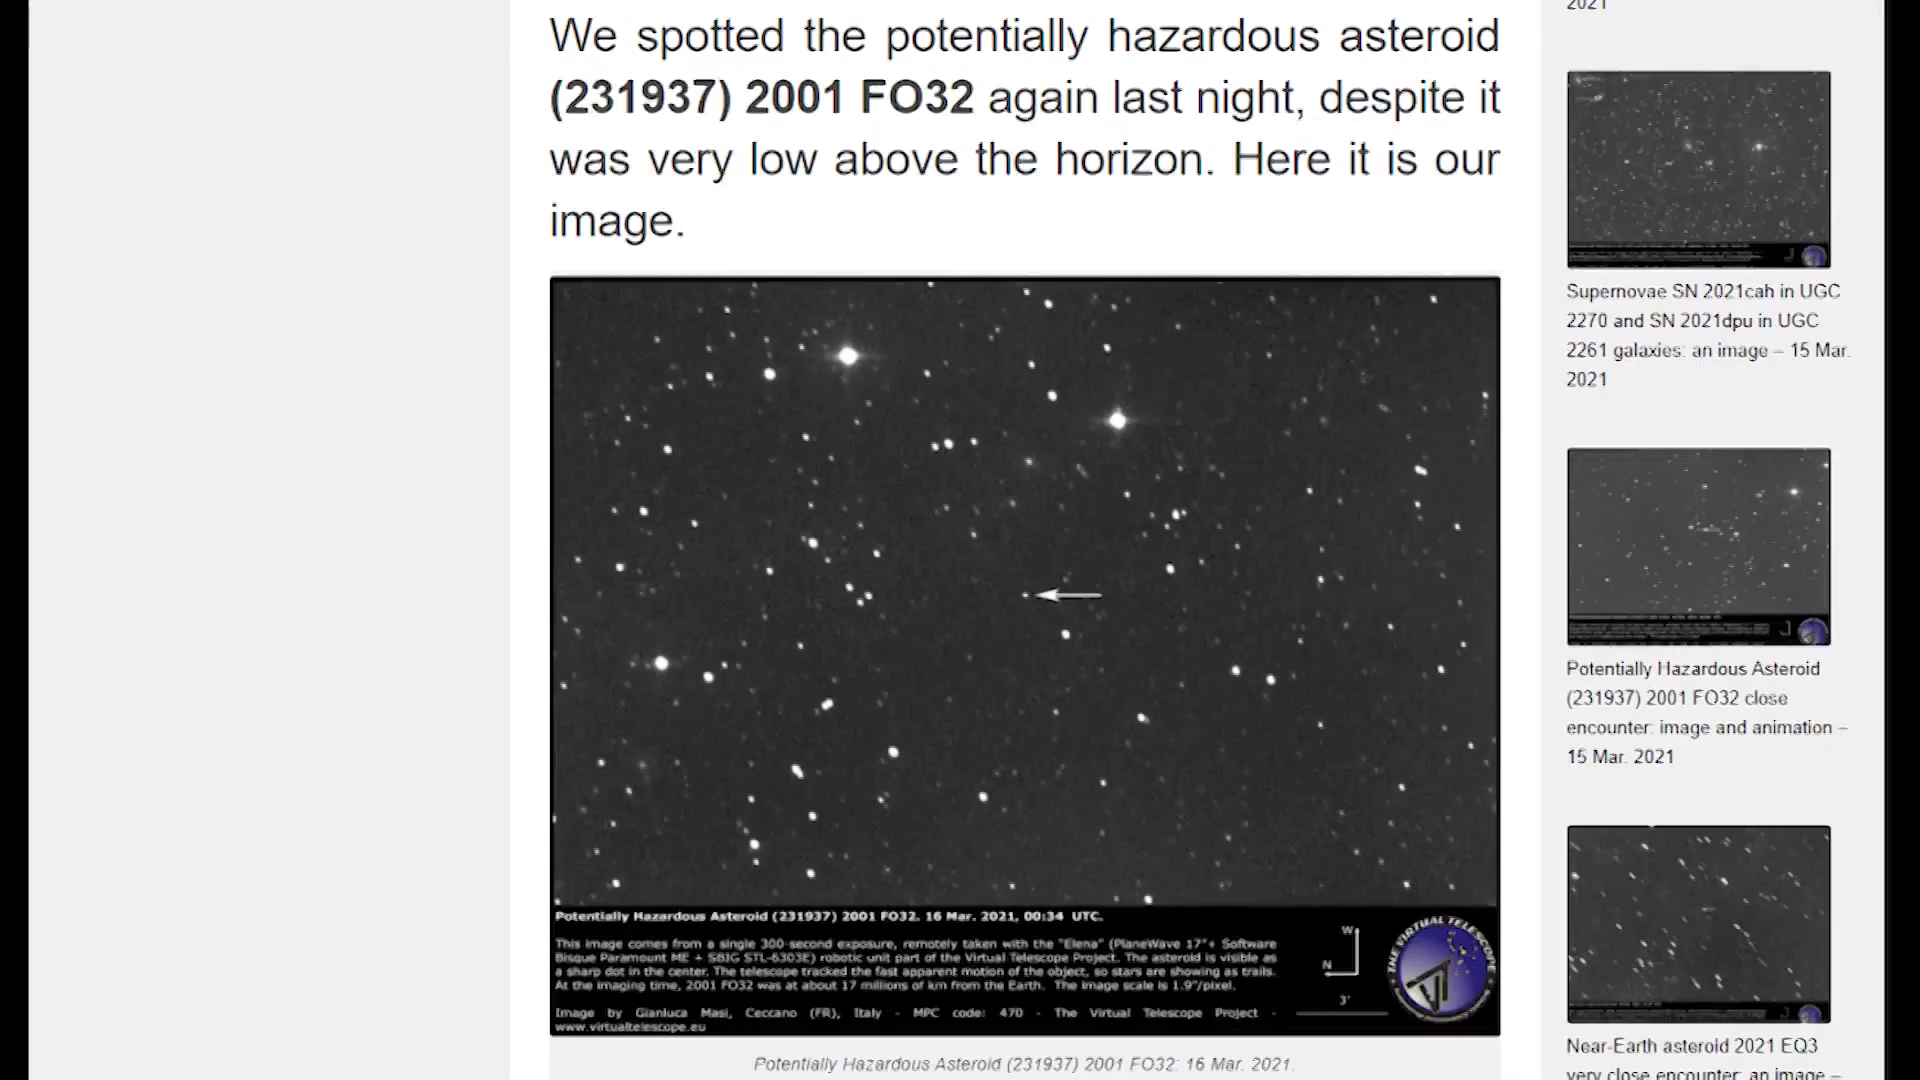 We spotted the potentially hazardous asteroid
(231937) 2001 FO32 again last night, despite it
was very low above the horizon. Here it is our
image.
Potentially Hazardous Asteroid (231937) 2001 FO32. 16 Mar. 2021, 00:34 UTC.
This image comes from a single 300-second exposure, remotely taken with the "Elena" (PlaneWave 17"+ Software
Bisque Paramount ME + SBIG STL-6303E) robotic unit part of the Virtual Telescope Project. The asteroid is visible as
a sharp dot in the center. The telescope tracked the fast apparent motion of the object, so stars are showing as trails.
At the imaging time, 2001 FO32 was at about 17 millions of km from the Earth. The image scale is 1.9"/pixel.
Image by Gianluca Masi, Ceccano (FR), Italy - MPC code: 470 - The Virtual Telescope Project -
www.virtualtelescope.eu
W
N
3'
THE VIRTUAL TELESCOPE
VT
Potentially Hazardous Asteroid (231937) 2001 FO32: 16 Mar. 2021.
2021
Supernovae SN 2021cah in UGC
2270 and SN 2021dpu in UGC
2261 galaxies: an image – 15 Mar.
2021
Potentially Hazardous Asteroid
(231937) 2001 FO32 close
encounter: image and animation –
15 Mar. 2021
Near-Earth asteroid 2021 EQ3
very close encounter: an image –